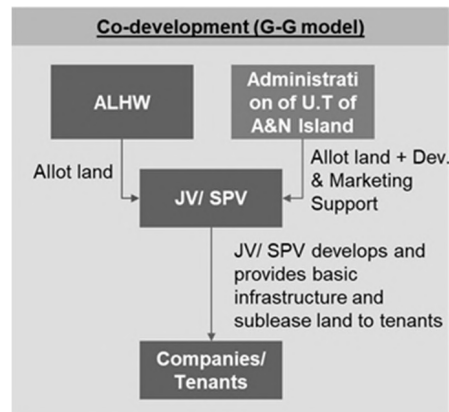 Co-development (G-G model)
ALHW
Administrati
on of U.T of
A&N Island
Allot land
Allot land + Dev.
& Marketing
Support
JV/ SPV
JV/ SPV develops and
provides basic
infrastructure and
sublease land to tenants
Companies/
Tenants